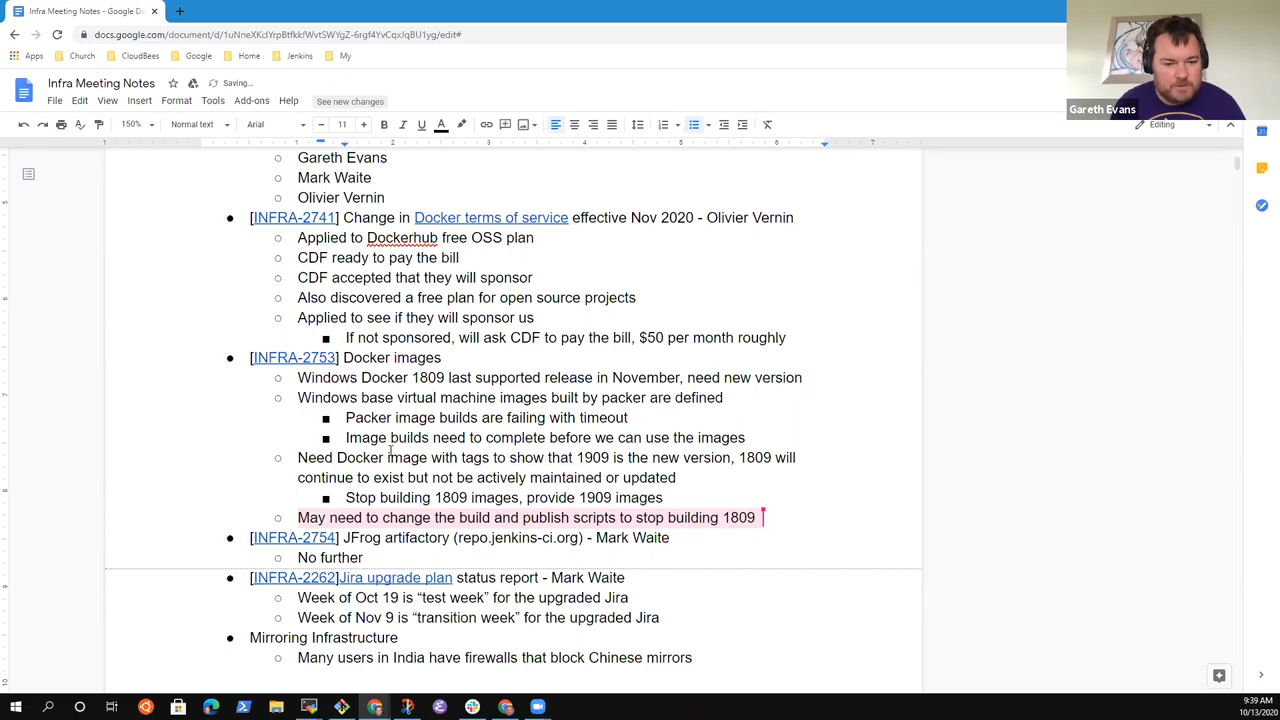 Infra Meeting Notes - Google Do
docs.google.com/document/d/
Apps Church CloudBees Google Home Jenkins My
Infra Meeting Notes Saving...
File Edit View Insert Format Tools Add-ons Help See new changes
150% Normal text Arial 11 Editing
1 1 2 3 4 5 6 7
Gareth Evans
Gareth Evans
Mark Waite
Olivier Vernin
[INFRA-2741] Change in Docker terms of service effective Nov 2020 - Olivier Vernin
Applied to Dockerhub free OSS plan
CDF ready to pay the bill
CDF accepted that they will sponsor
Also discovered a free plan for open source projects
Applied to see if they will sponsor us
If not sponsored, will ask CDF to pay the bill, $50 per month roughly
[INFRA-2753] Docker images
Windows Docker 1809 last supported release in November, need new version
Windows base virtual machine images built by packer are defined
Packer image builds are failing with timeout
Image builds need to complete before we can use the images
Need Docker image with tags to show that 1909 is the new version, 1809 will
continue to exist but not be actively maintained or updated
Stop building 1809 images, provide 1909 images
May need to change the build and publish scripts to stop building 1809
[INFRA-2754] JFrog artifactory (repo.jenkins-ci.org) - Mark Waite
No further
[INFRA-2262]Jira upgrade plan status report - Mark Waite
Week of Oct 19 is “test week” for the upgraded Jira
Week of Nov 9 is “transition week” for the upgraded Jira
Mirroring Infrastructure
Many users in India have firewalls that block Chinese mirrors
9:39 AM
10/13/2020